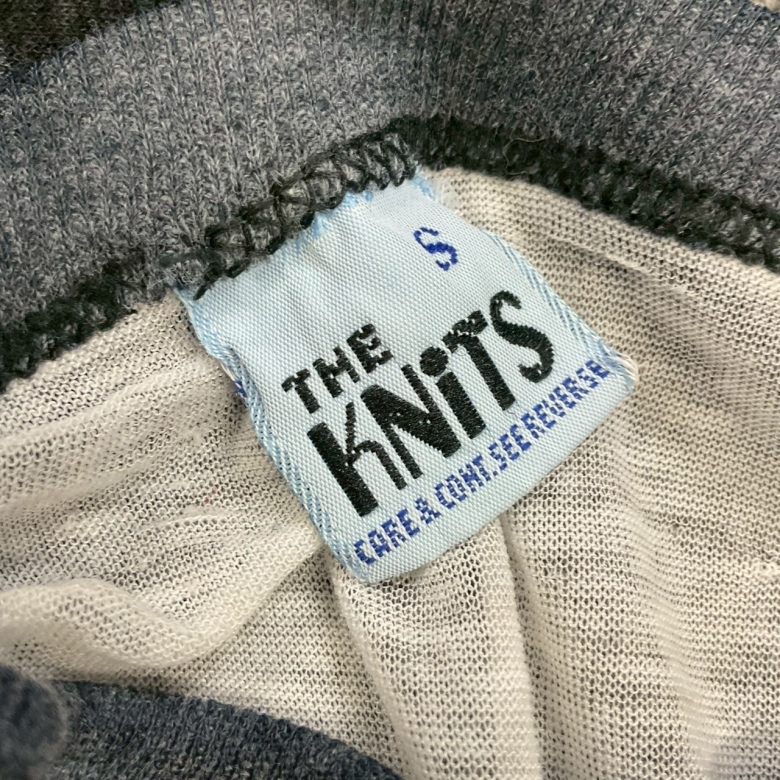 S
THE
KNiTS
CARE & CONT. SEE REVERSE